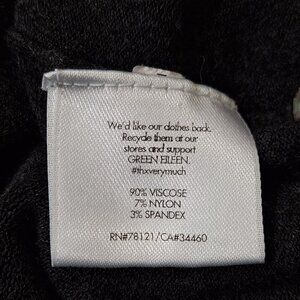 We'd like our clothes back.
Recycle them at our
stores and support
GREEN EILEEN.
#thxverymuch
90% VISCOSE
7% NYLON
3% SPANDEX
RN#78121/CA#34460